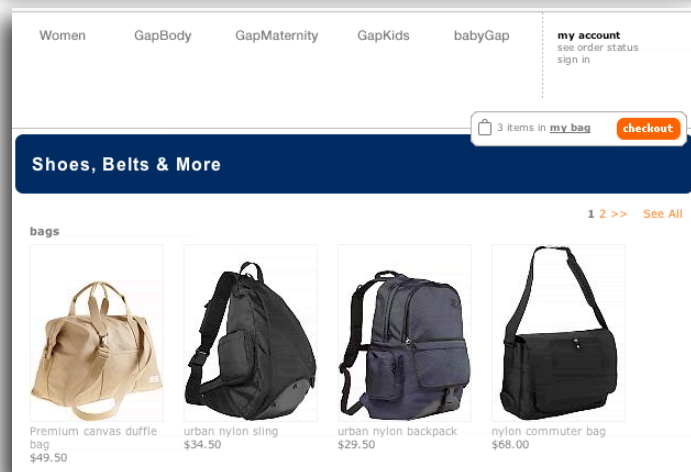 Women GapBody GapMaternity GapKids babyGap
my account
see order status
sign in
3 items in my bag checkout
Shoes, Belts & More
1 2 >> See All
bags
Premium canvas duffle
bag
$49.50
urban nylon sling
$34.50
urban nylon backpack
$29.50
nylon commuter bag
$68.00